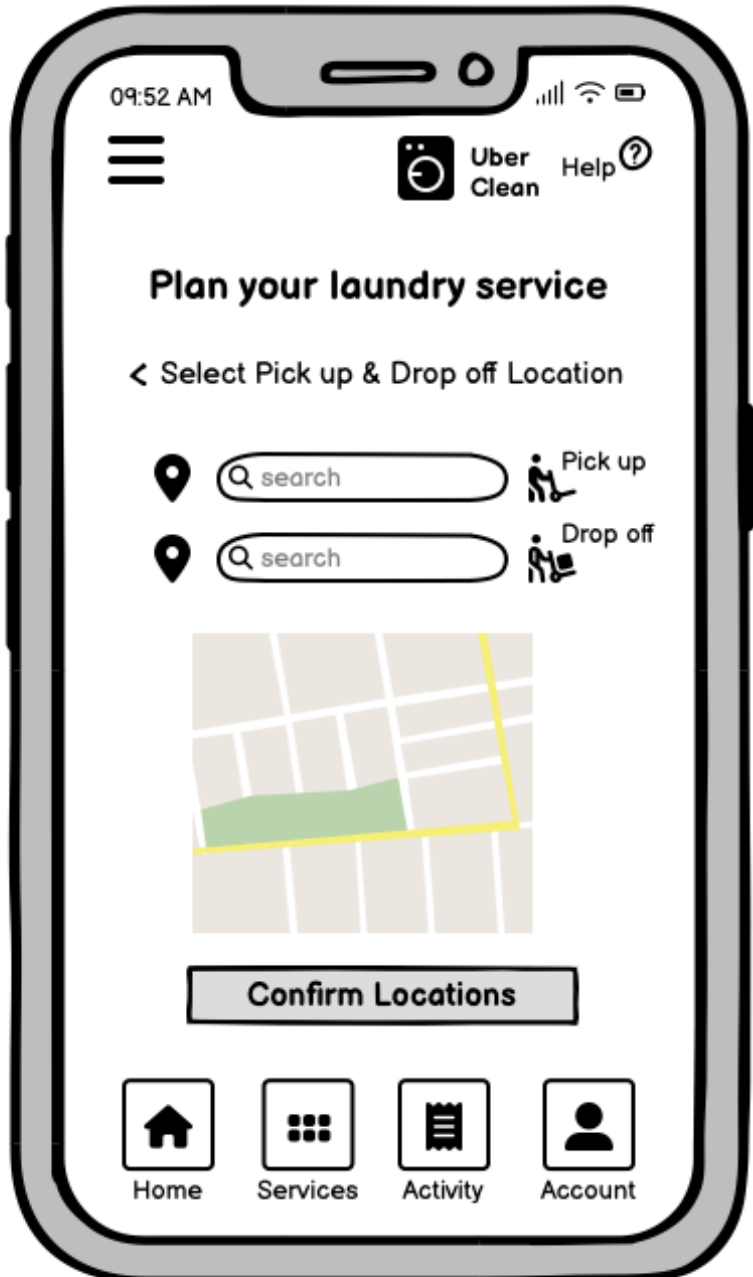 09:52 AM
Uber
Clean
Help ?
Plan your laundry service
< Select Pick up & Drop off Location
search
Pick up
search
Drop off
Confirm Locations
Home
Services
Activity
Account